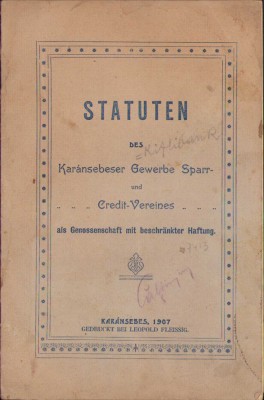 STATUTEN
DES
Karánsebeser Gewerbe Sparr-
und
Credit-Vereines
als Genossenschaft mit beschränkter Haftung.
KARÁNSEBES, 1907
GEDRUCKT BEI LEOPOLD FLEISSIG.